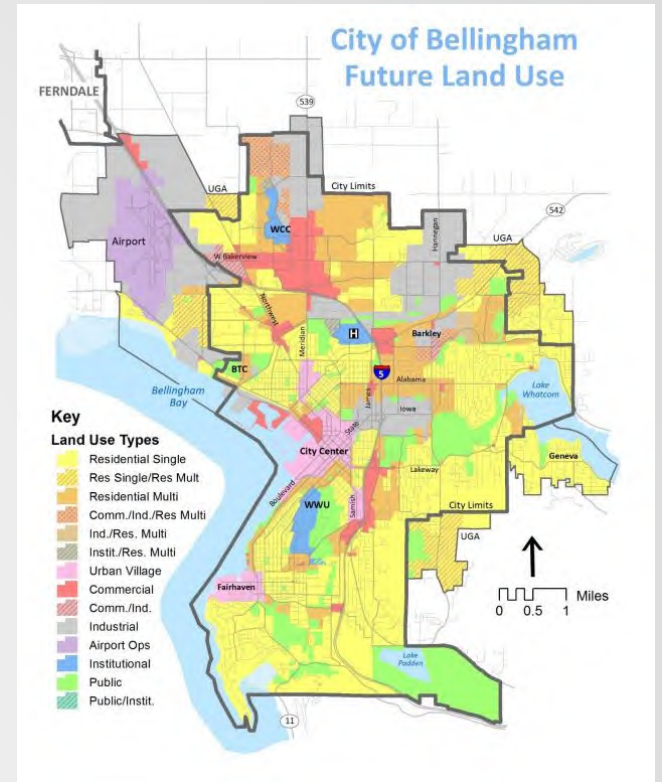 City of Bellingham
Future Land Use
FERNDALE
539
UGA
City Limits
542
WCC
Hannegan
UGA
Airport
W Bakerview
Northwest
Meridian
H
Barkley
BTC
5
Alabama
Lake
Whatcom
Bellingham
Bay
James
Iowa
State
Key
Land Use Types
Residential Single
Res Single/Res Mult
Residential Multi
Comm./Ind./Res Multi
Ind./Res. Multi
Instit./Res. Multi
Urban Village
Commercial
Comm./Ind.
Industrial
Airport Ops
Institutional
Public
Public/Instit.
City Center
Geneva
Lakeway
Boulevard
WWU
Samish
City Limits
UGA
Miles
0 0.5 1
Fairhaven
Lake
Padden
11